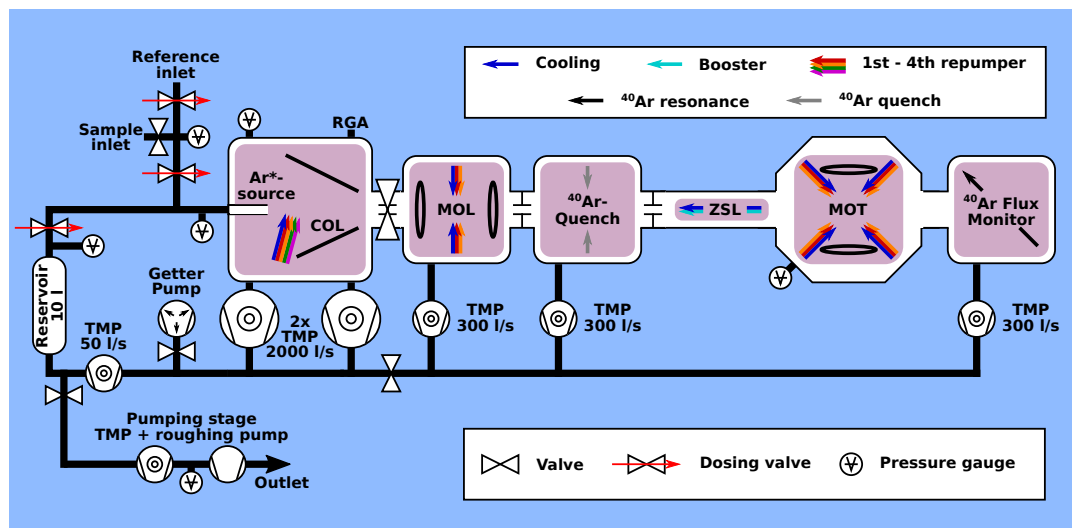 Reference
inlet
Sample
inlet
Cooling
Booster
1st - 4th repumper
⁴⁰Ar resonance
⁴⁰Ar quench
RGA
Ar*-
source
COL
MOL
⁴⁰Ar-
Quench
ZSL
MOT
⁴⁰Ar Flux
Monitor
Reservoir
10 l
Getter
Pump
TMP
50 l/s
2x
TMP
2000 l/s
TMP
300 l/s
TMP
300 l/s
TMP
300 l/s
Pumping stage
TMP + roughing pump
Outlet
Valve
Dosing valve
V
Pressure gauge